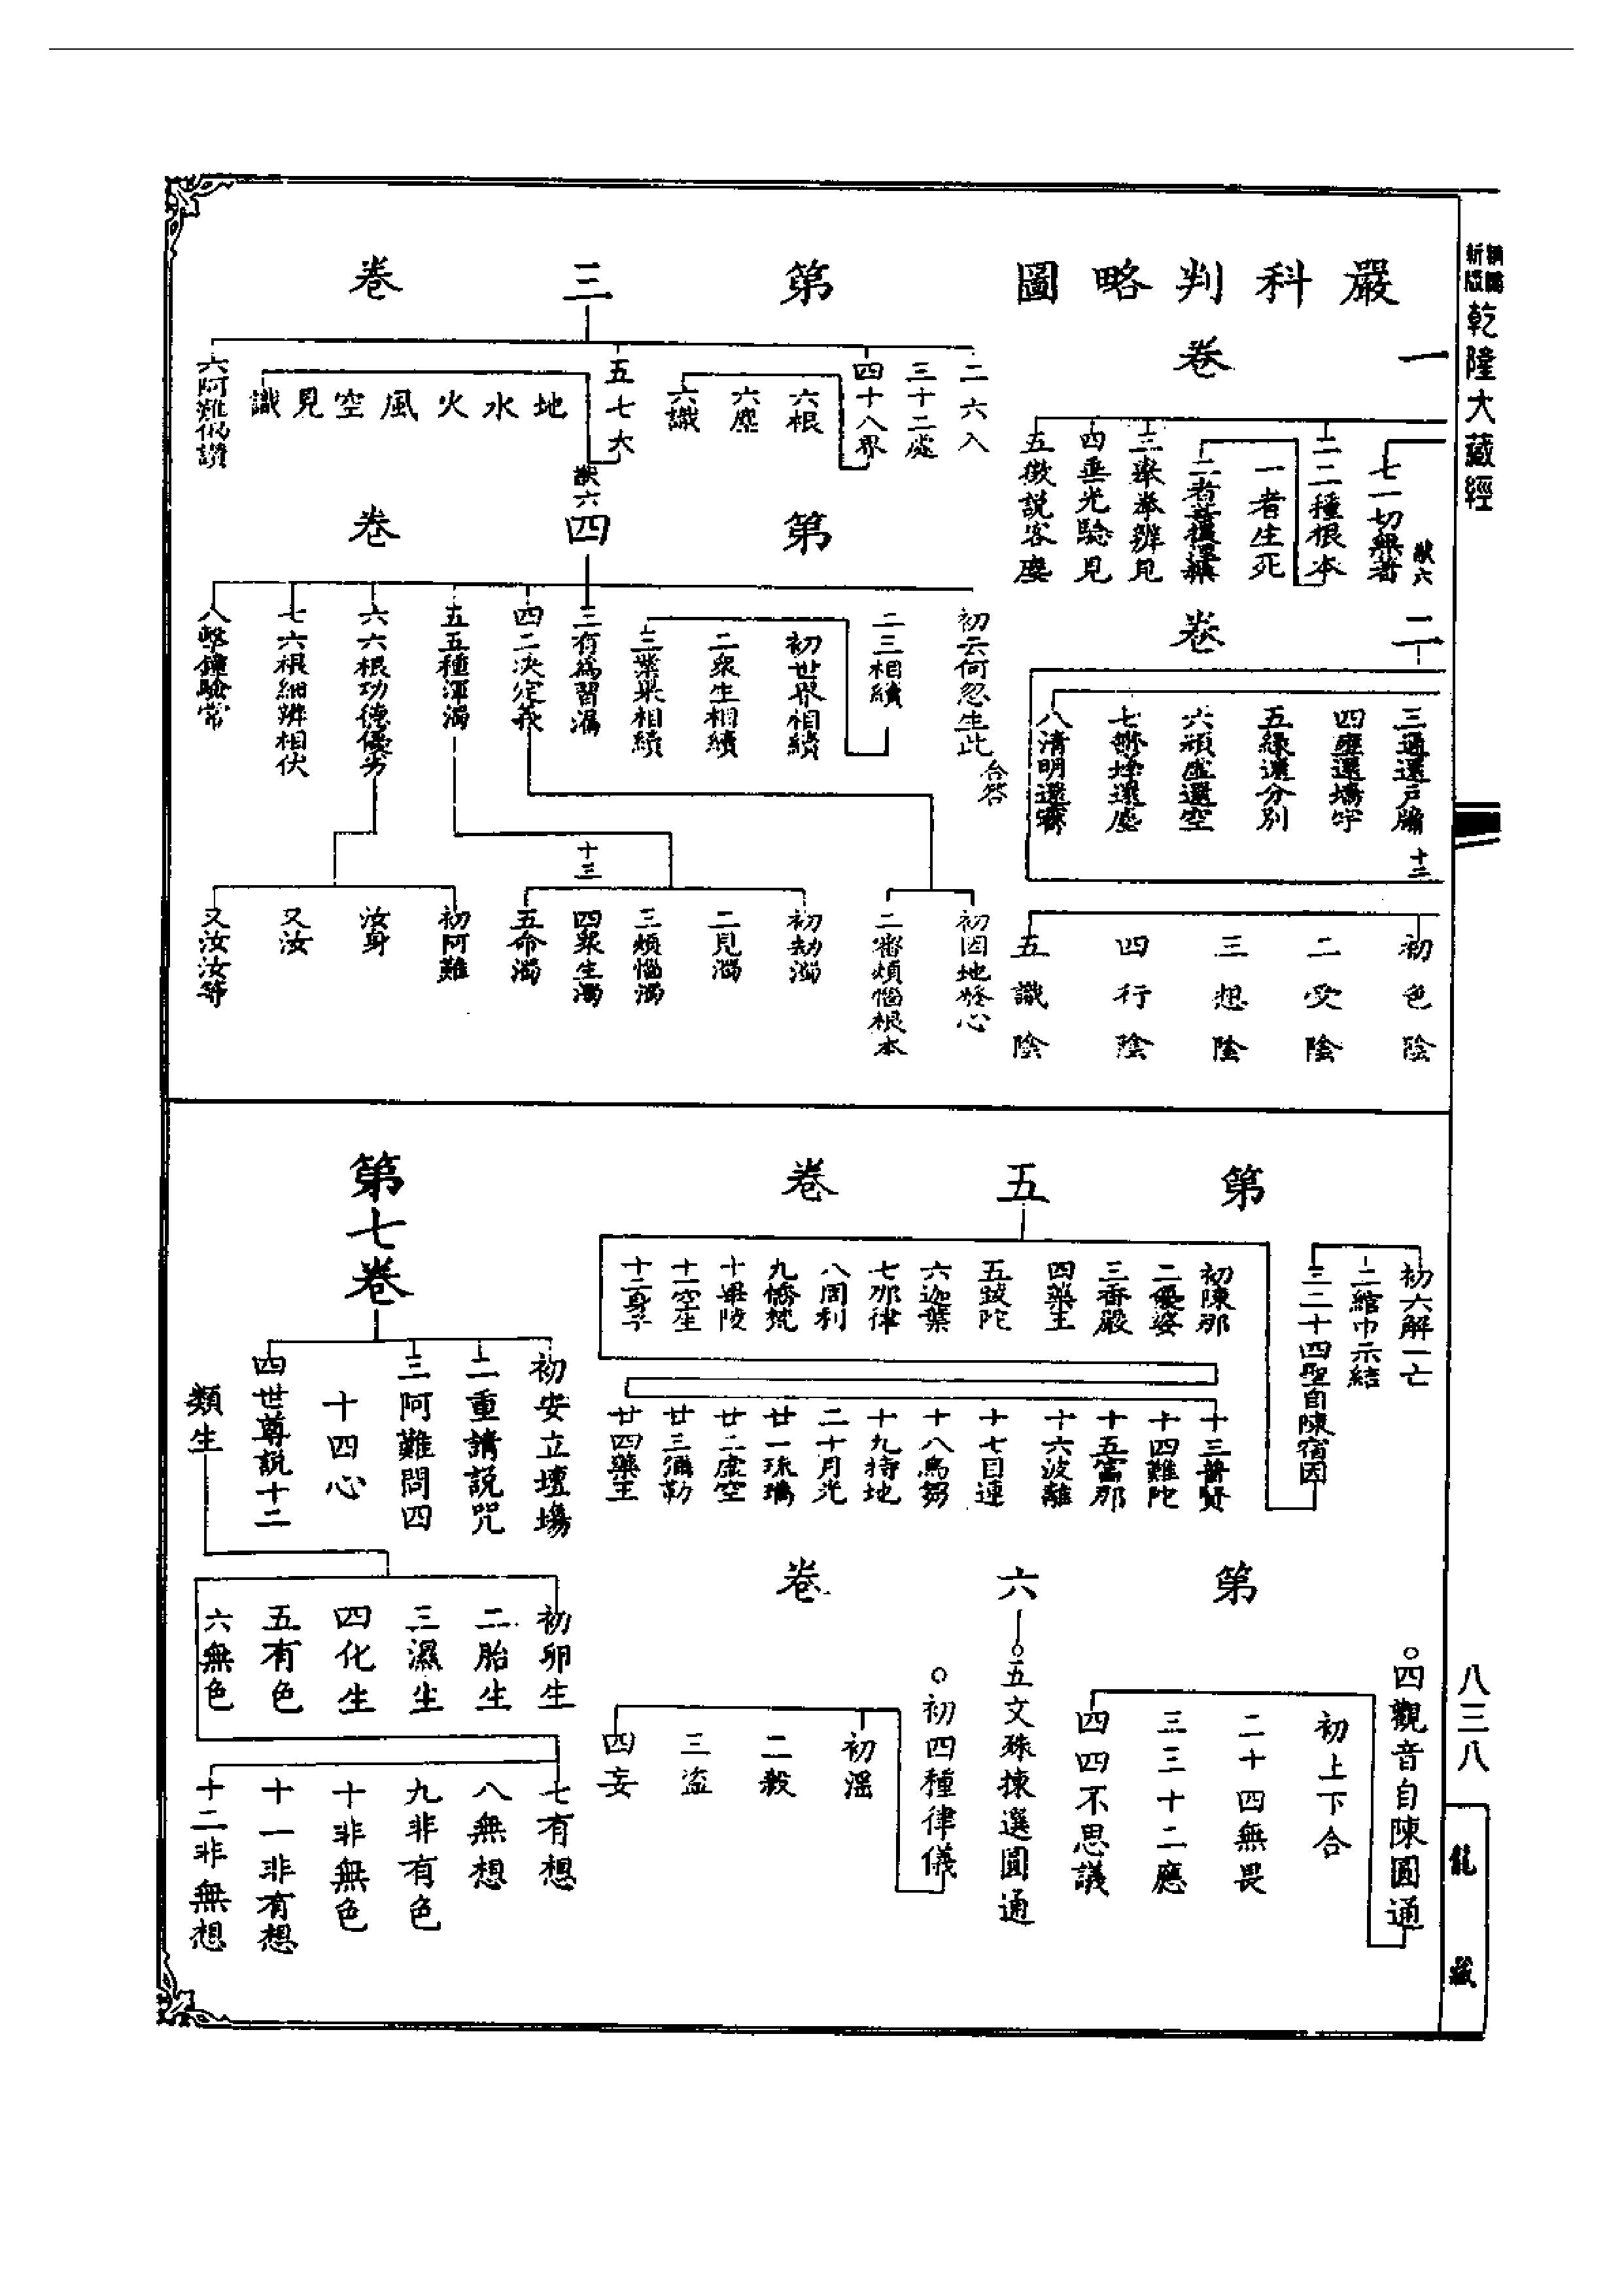 乾隆大藏經
嚴科判略圖
一卷
七一切無者
二二種根本
一者生死
三舉拳辨見
四垂光驗見
五徵說客塵
二卷
三通還戶牖
四壅還墻宇
五緣還分別
六頑虛還空
七鬱𡋯還塵
八清明還霽
十二
初色陰
二受陰
三想陰
四行陰
五識陰
第三卷
二六入
三十二處
四十八界
六根
六塵
六識
五七大
地
水
火
風
空
見
識
六阿難偈讚
第四卷
初云何忽生此
合答
二三相續
初世界相續
二眾生相續
三業果相續
三有為習漏
四二決定義
五五種渾濁
六六根功德優劣
七六根細辨相伏
八擊鐘驗常
初因地發心
二審煩惱根本
十三
初劫濁
二見濁
三煩惱濁
四眾生濁
五命濁
初阿難
汝身
又汝
又汝汝等
初六解一亡
二綰巾示結
三二十四聖自陳宿因
第五卷
初陳那
二優婆
三香嚴
四藥王
五跋陀
六迦葉
七那律
八周利
九憍梵
十畢陵
十一空生
十二身子
十三普賢
十四難陀
十五富那
十六波離
十七目連
十八烏芻
十九持地
二十月光
廿一琉璃
廿二虛空
廿三彌勒
廿四藥王
第六卷
四觀音自陳圓通
初上下合
二十四無畏
三三十二應
四四不思議
五文殊揀選圓通
初四種律儀
初淫
二殺
三盜
四妄
第七卷
初安立壇場
二重請說咒
三阿難問四
十四心
四世尊說十二
類生
初卵生
二胎生
三濕生
四化生
五有色
六無色
七有想
八無想
九非有色
十非無色
十一非有想
十二非無想
八三八
龍藏